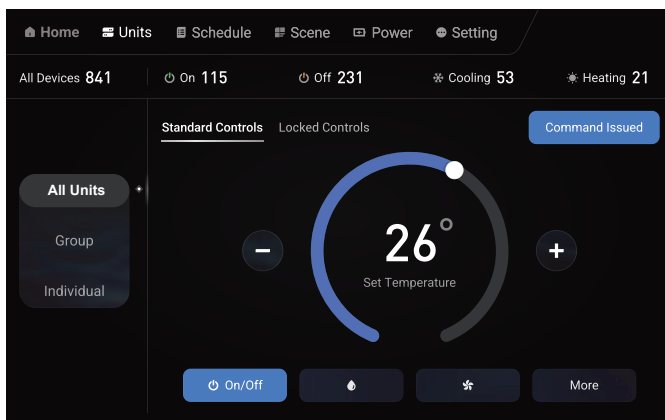 Home Units Schedule Scene Power Setting
All Devices 841 On 115 Off 231 Cooling 53 Heating 21
Standard Controls Locked Controls Command Issued
All Units
Group
Individual
26°
Set Temperature
− +
On/Off More